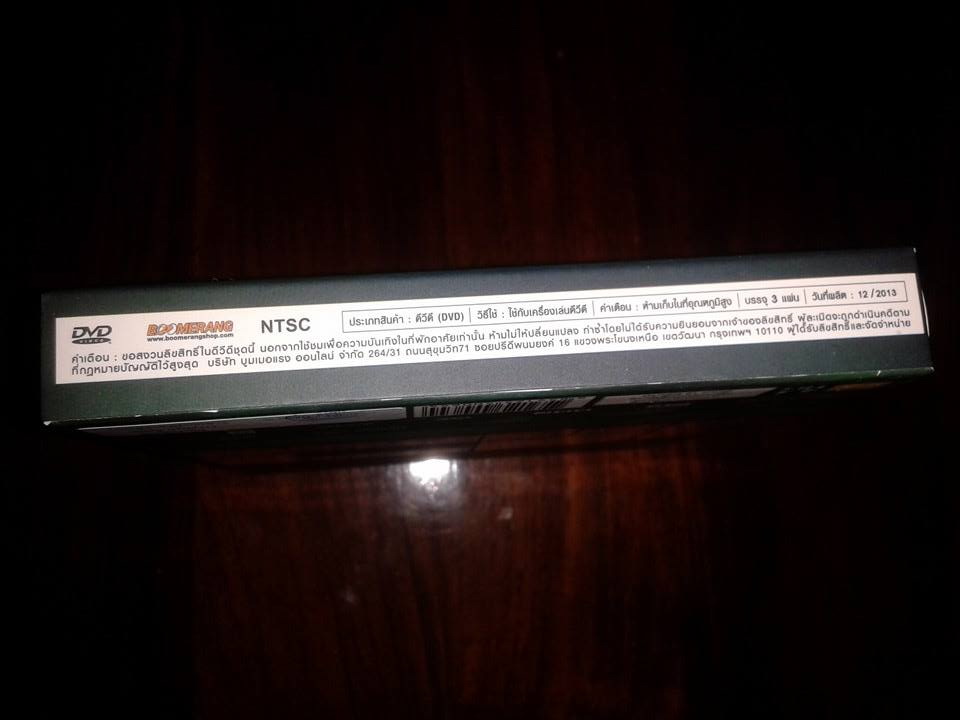 DVD VIDEO BOOMERANG www.boomerangshop.com NTSC ประเภทสินค้า : ดีวีดี (DVD) วิธีใช้ : ใช้กับเครื่องเล่นดีวีดี คำเตือน : ห้ามเก็บในที่อุณหภูมิสูง บรรจุ 3 แผ่น วันที่ผลิต : 12/2013
คำเตือน : ขอสงวนลิขสิทธิ์ในดีวีดีชุดนี้ นอกจากใช้ชมเพื่อความบันเทิงในที่พักอาศัยเท่านั้น ห้ามไม่ให้เปลี่ยนแปลง ทำซ้ำโดยไม่ได้รับความยินยอมจากเจ้าของลิขสิทธิ์ ผู้ละเมิดจะถูกดำเนินคดีตาม
ที่กฎหมายบัญญัติไว้สูงสุด บริษัท บูมเมอแรง ออนไลน์ จำกัด 264/31 ถนนสุขุมวิท71 ซอยปรีดีพนมยงค์ 16 แขวงพระโขนงเหนือ เขตวัฒนา กรุงเทพฯ 10110 ผู้ได้รับลิขสิทธิ์และจัดจำหน่าย